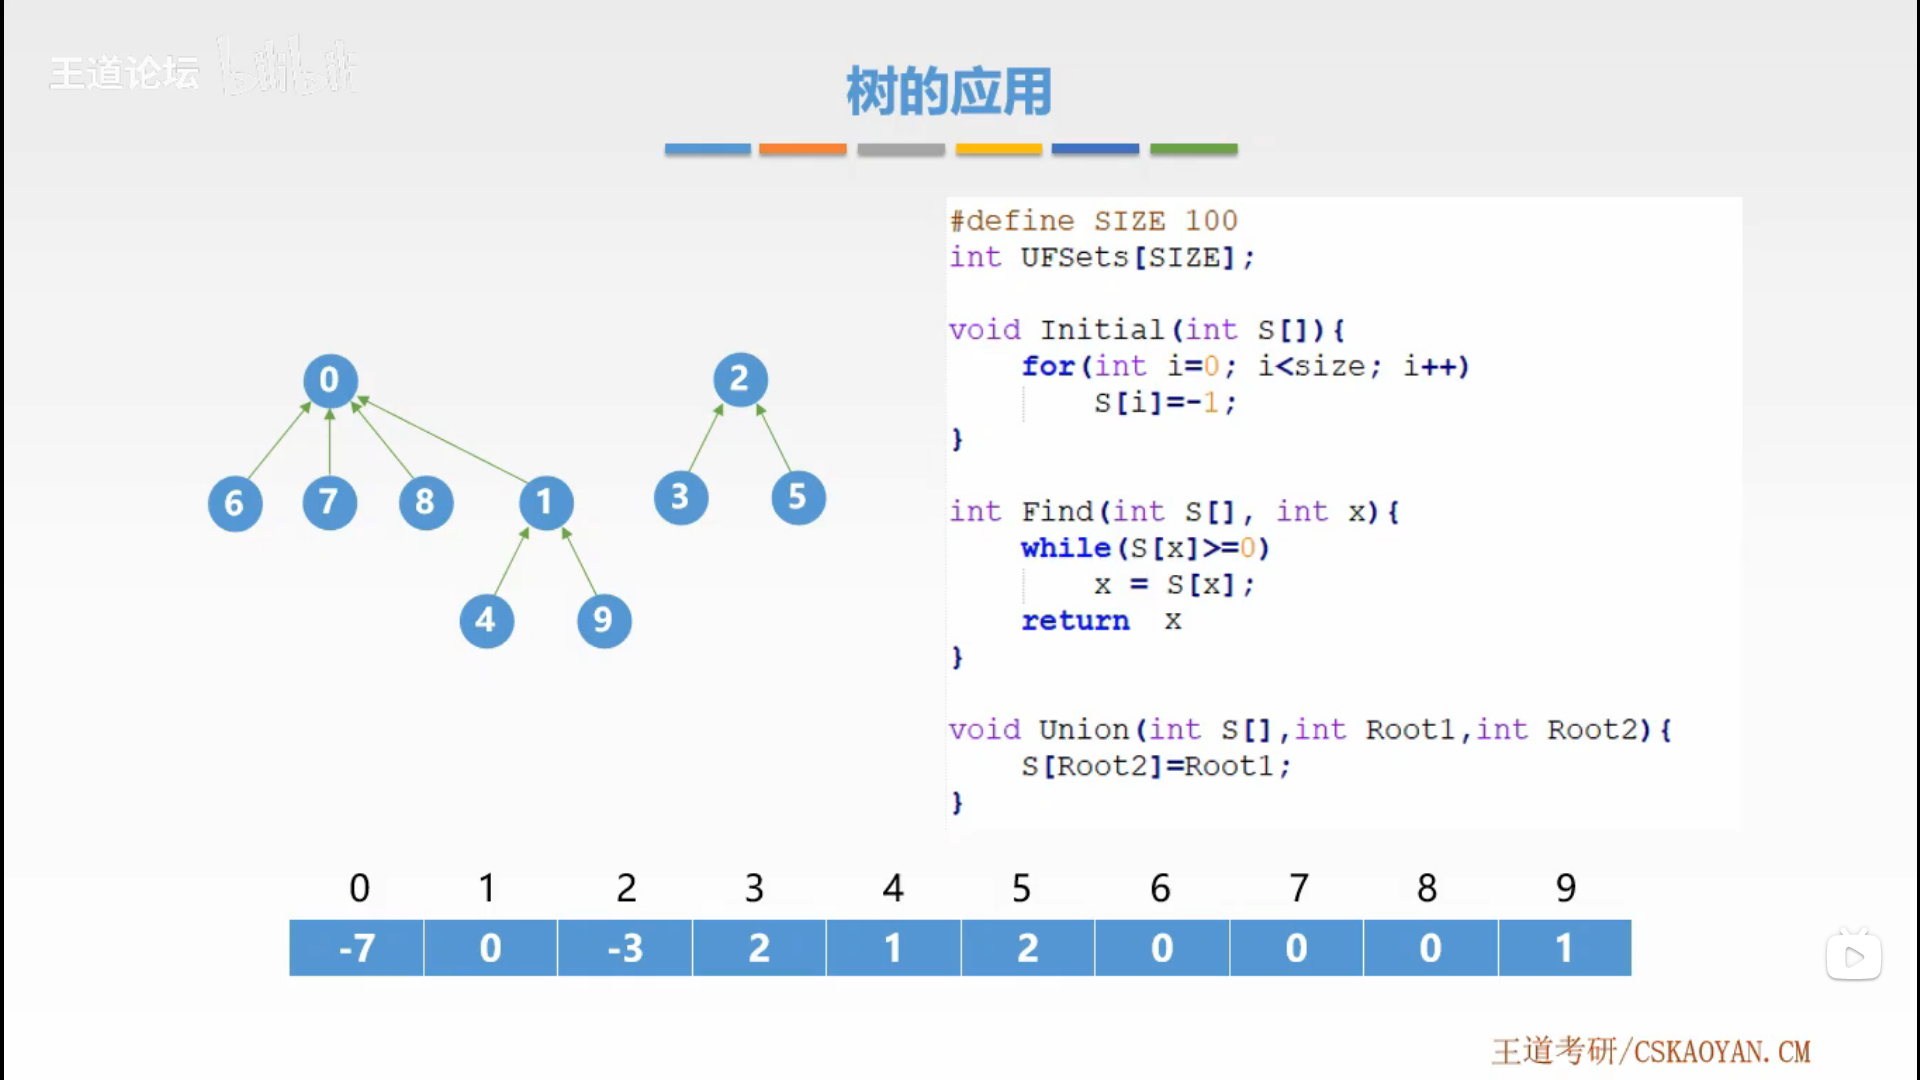 王道论坛 bilibili
树的应用
#define SIZE 100
int UFSets[SIZE];
void Initial(int S[]){
for(int i=0; i<size; i++)
S[i]=-1;
}
int Find(int S[], int x){
while(S[x]>=0)
x = S[x];
return x
}
void Union(int S[],int Root1,int Root2){
S[Root2]=Root1;
}
0 2
6 7 8 1 3 5
4 9
0 1 2 3 4 5 6 7 8 9
-7 0 -3 2 1 2 0 0 0 1
王道考研/CSKAOYAN.CM